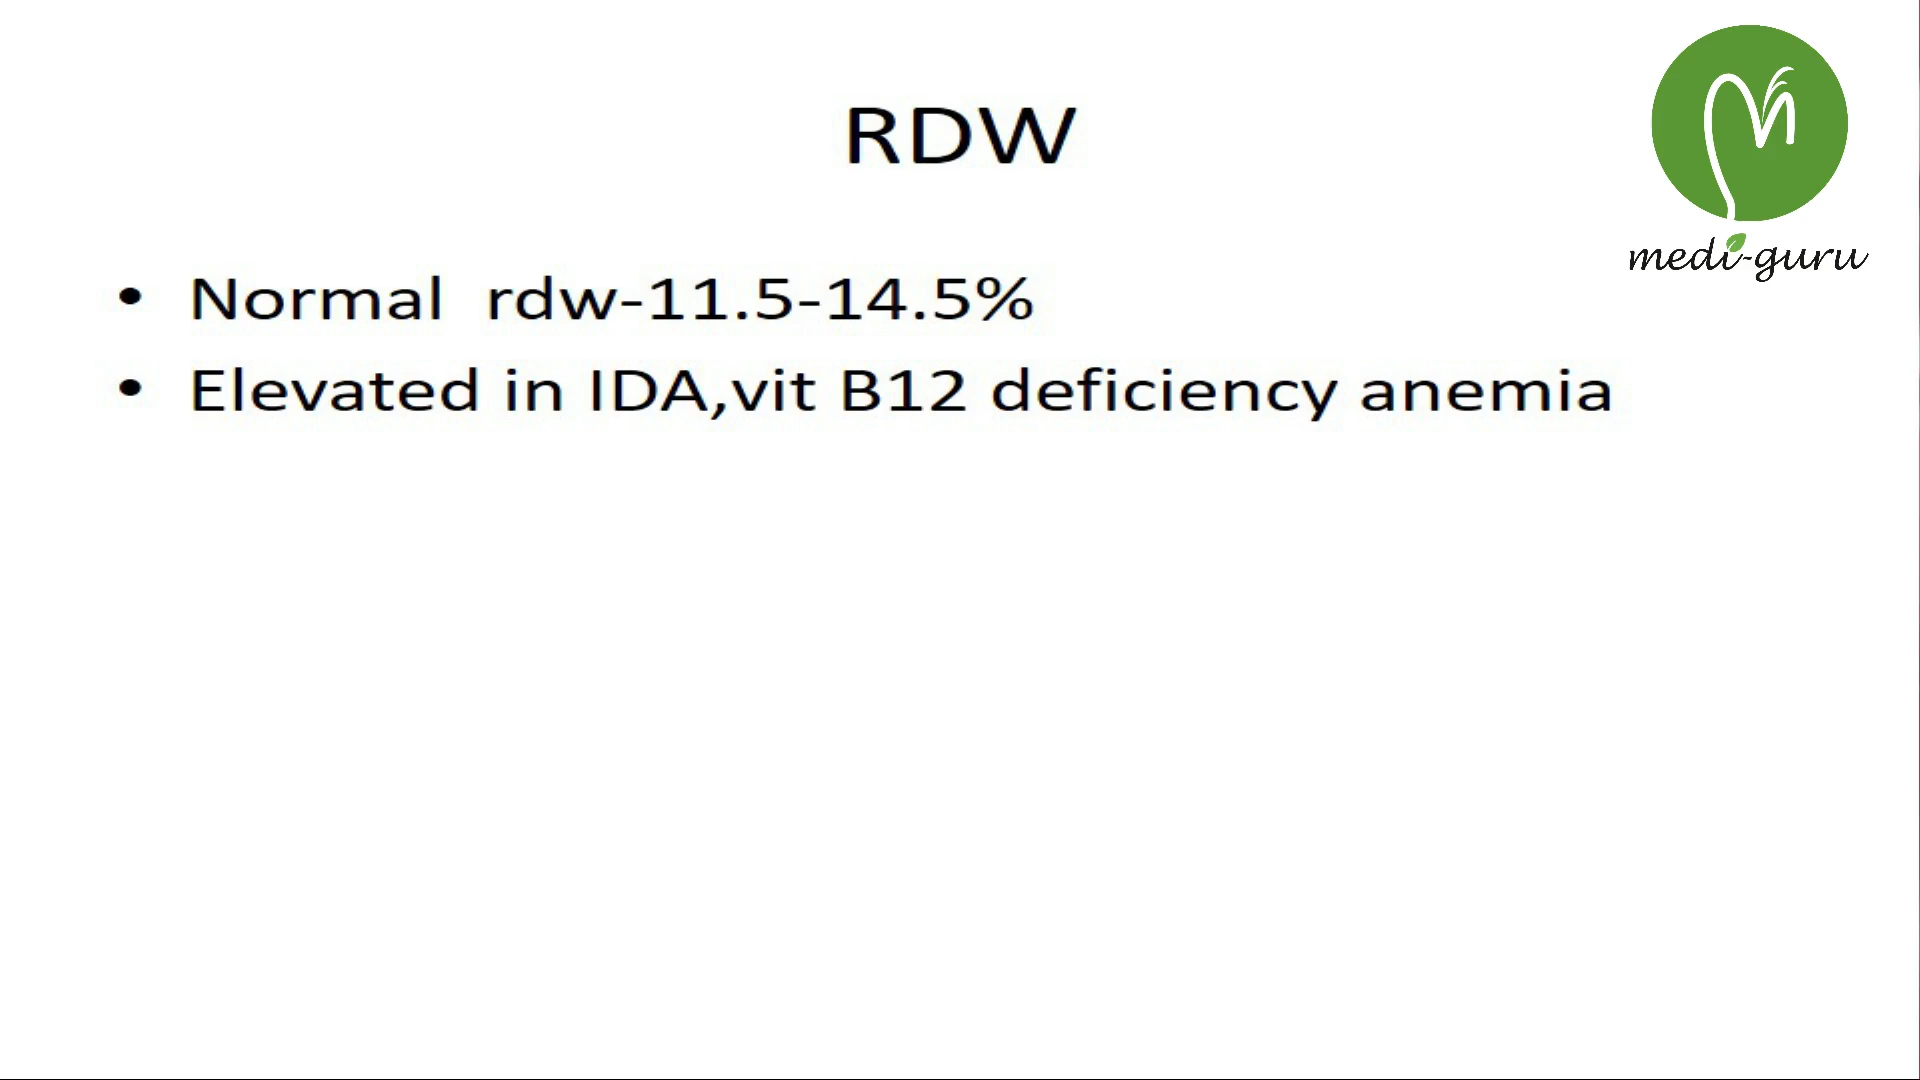 RDW
medi-guru
• Normal  rdw-11.5-14.5%
• Elevated in IDA,vit B12 deficiency anemia